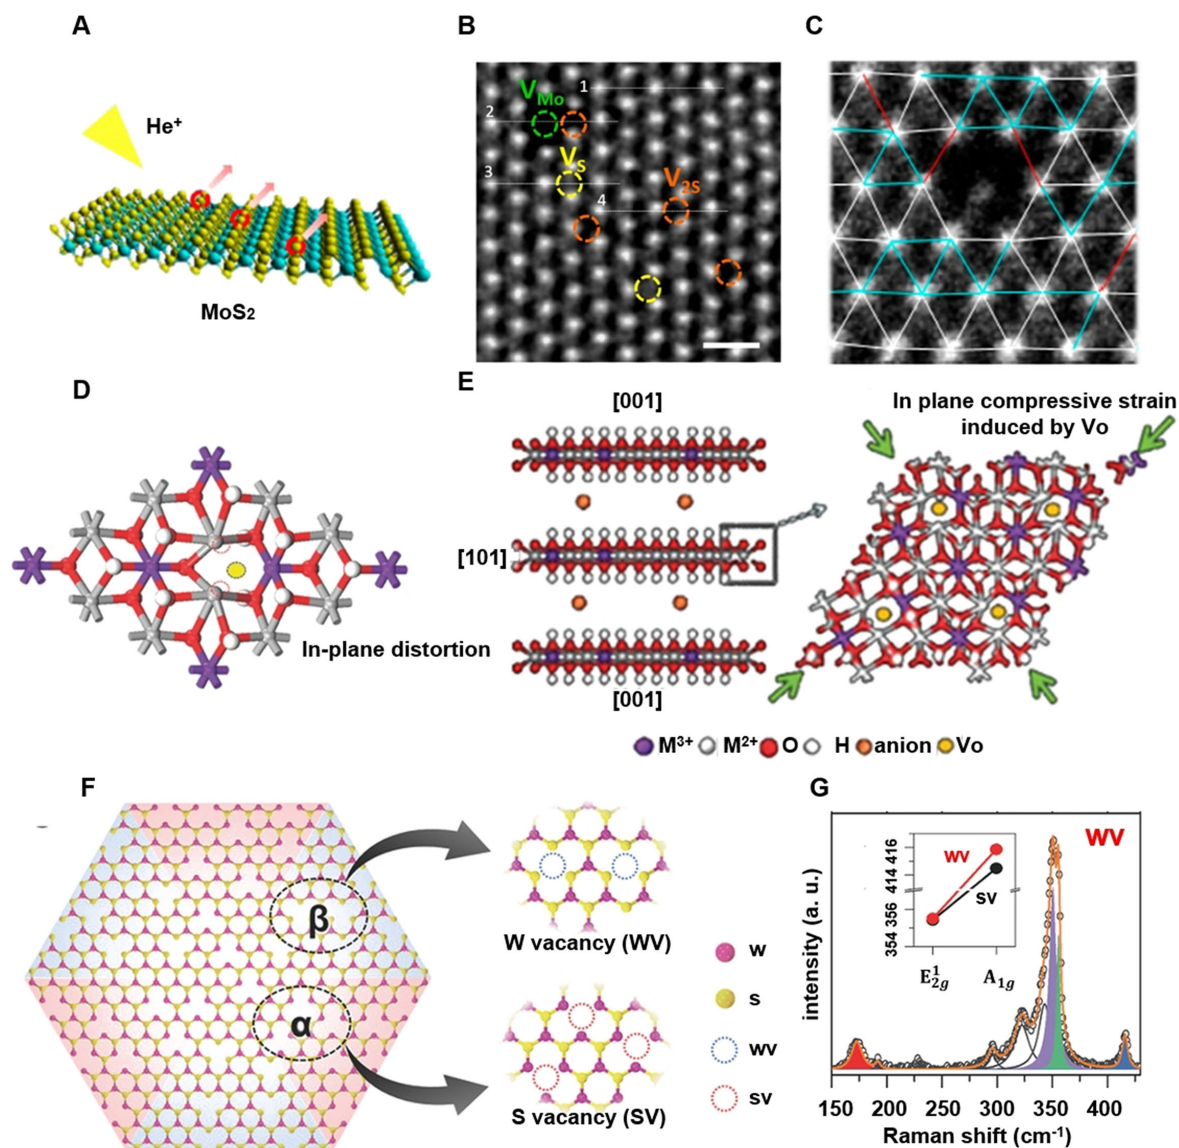 A
He+
MoS2
B
1
VMo
2
VS
3
V2S
4
C
D
In-plane distortion
E
[001]
[101]
[001]
In plane compressive strain
induced by Vo
M3+ M2+ O H anion Vo
F
β
α
W vacancy (WV)
S vacancy (SV)
W
S
WV
SV
G
WV
intensity (a. u.)
416
414
356
354
WV
SV
E12g A1g
150 200 250 300 350 400
Raman shift (cm-1)